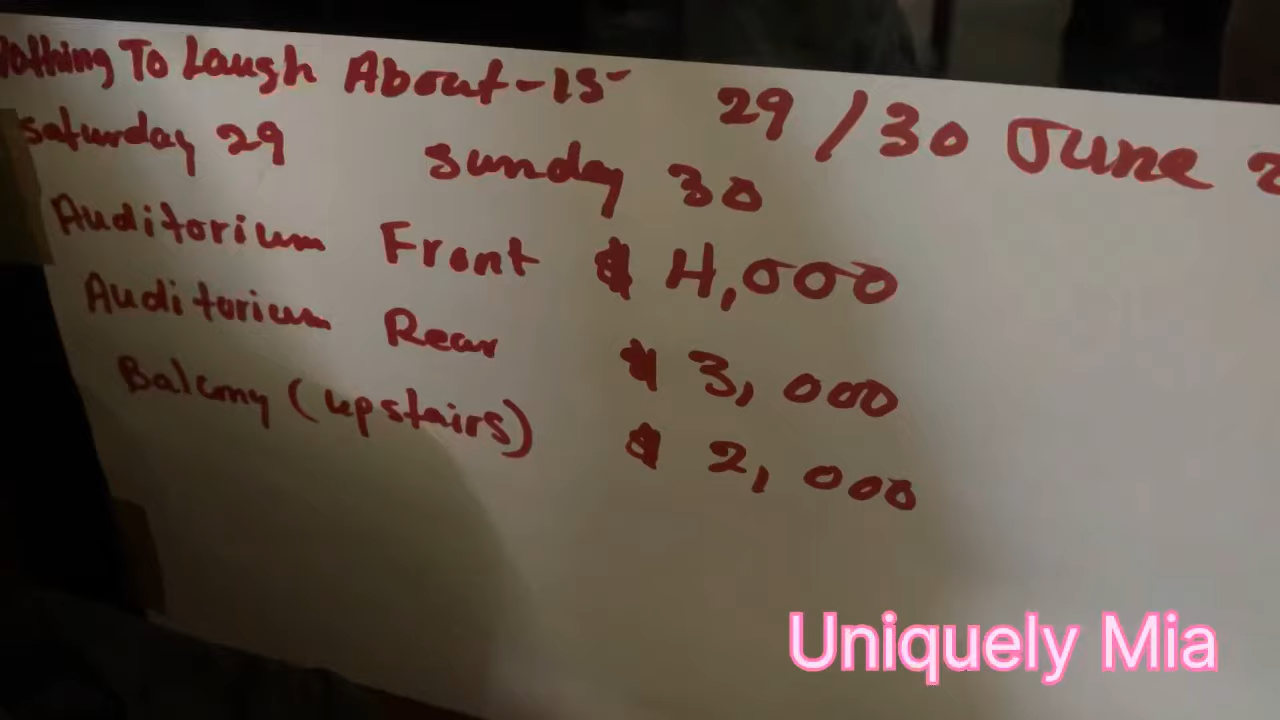 Nothing To Laugh About-15 29/30 June 2
Saturday 29 Sunday 30
Auditorium Front $ 4,000
Auditorium Rear $ 3,000
Balcony (upstairs) $ 2,000
Uniquely Mia